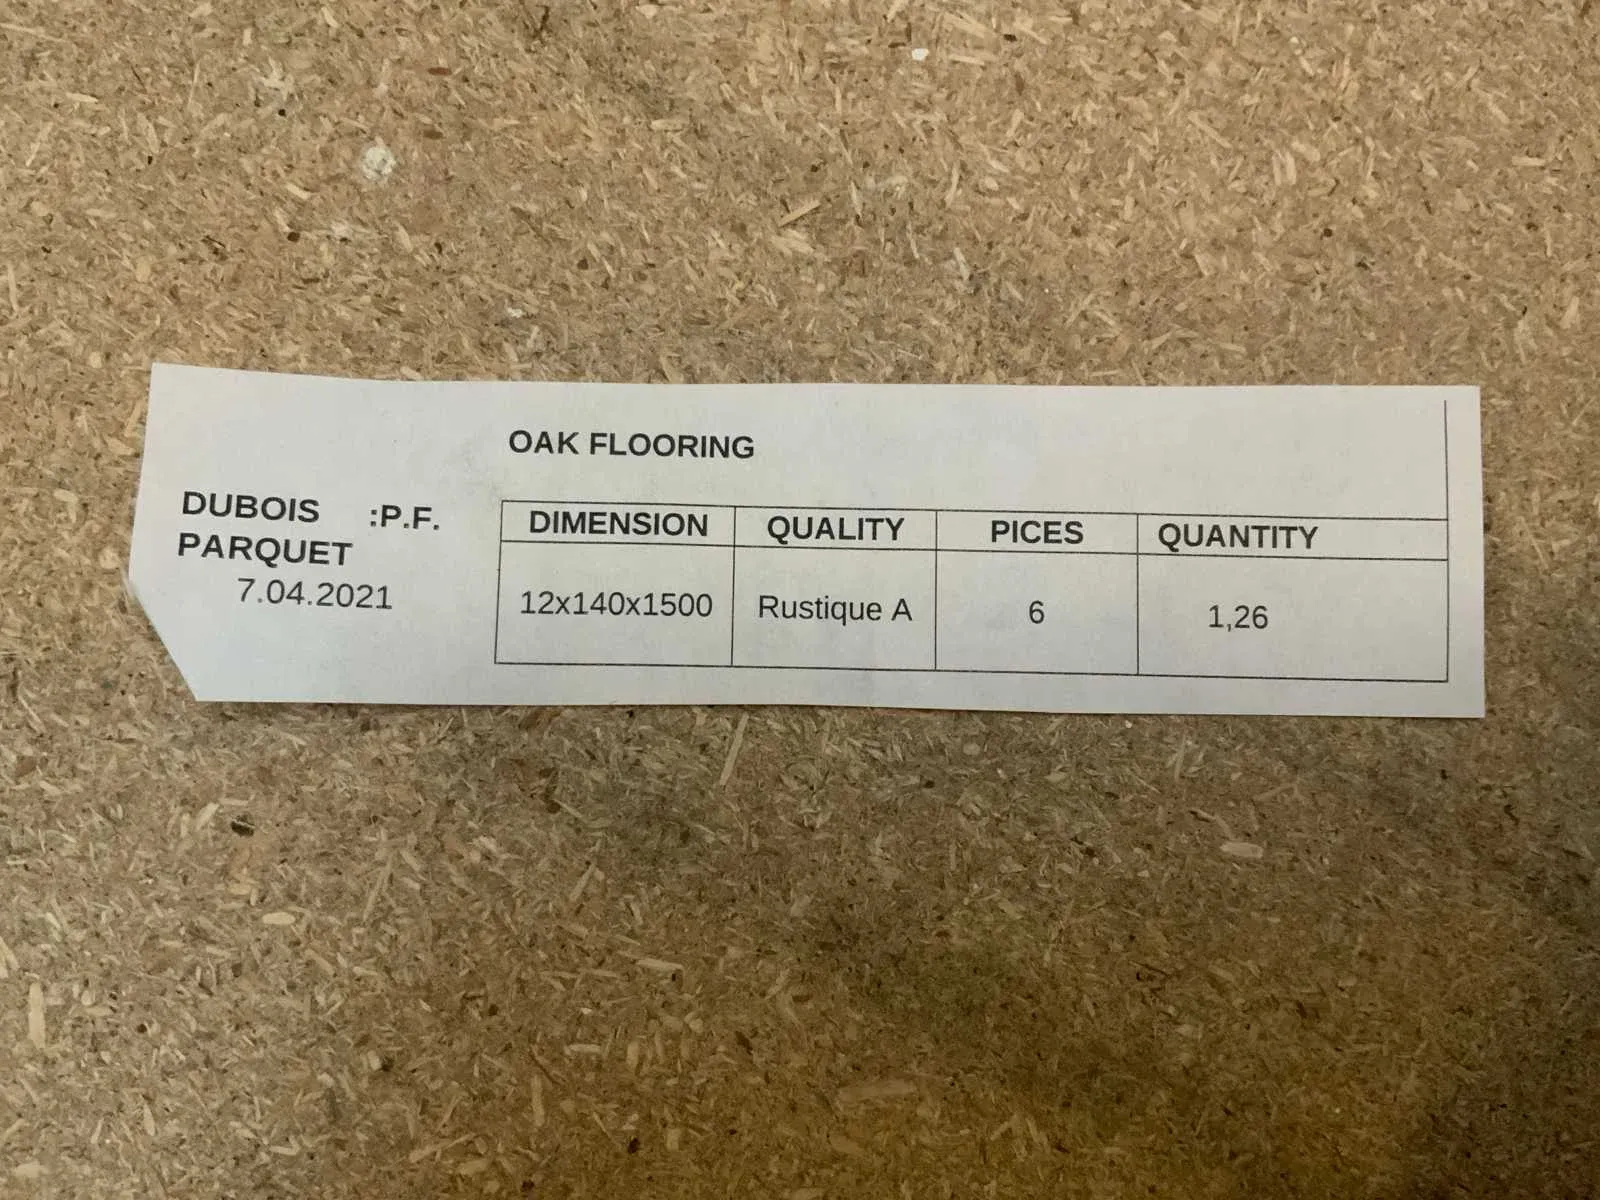 OAK FLOORING
DUBOIS :P.F.
PARQUET
7.04.2021
DIMENSION QUALITY PICES QUANTITY
12x140x1500 Rustique A 6 1,26